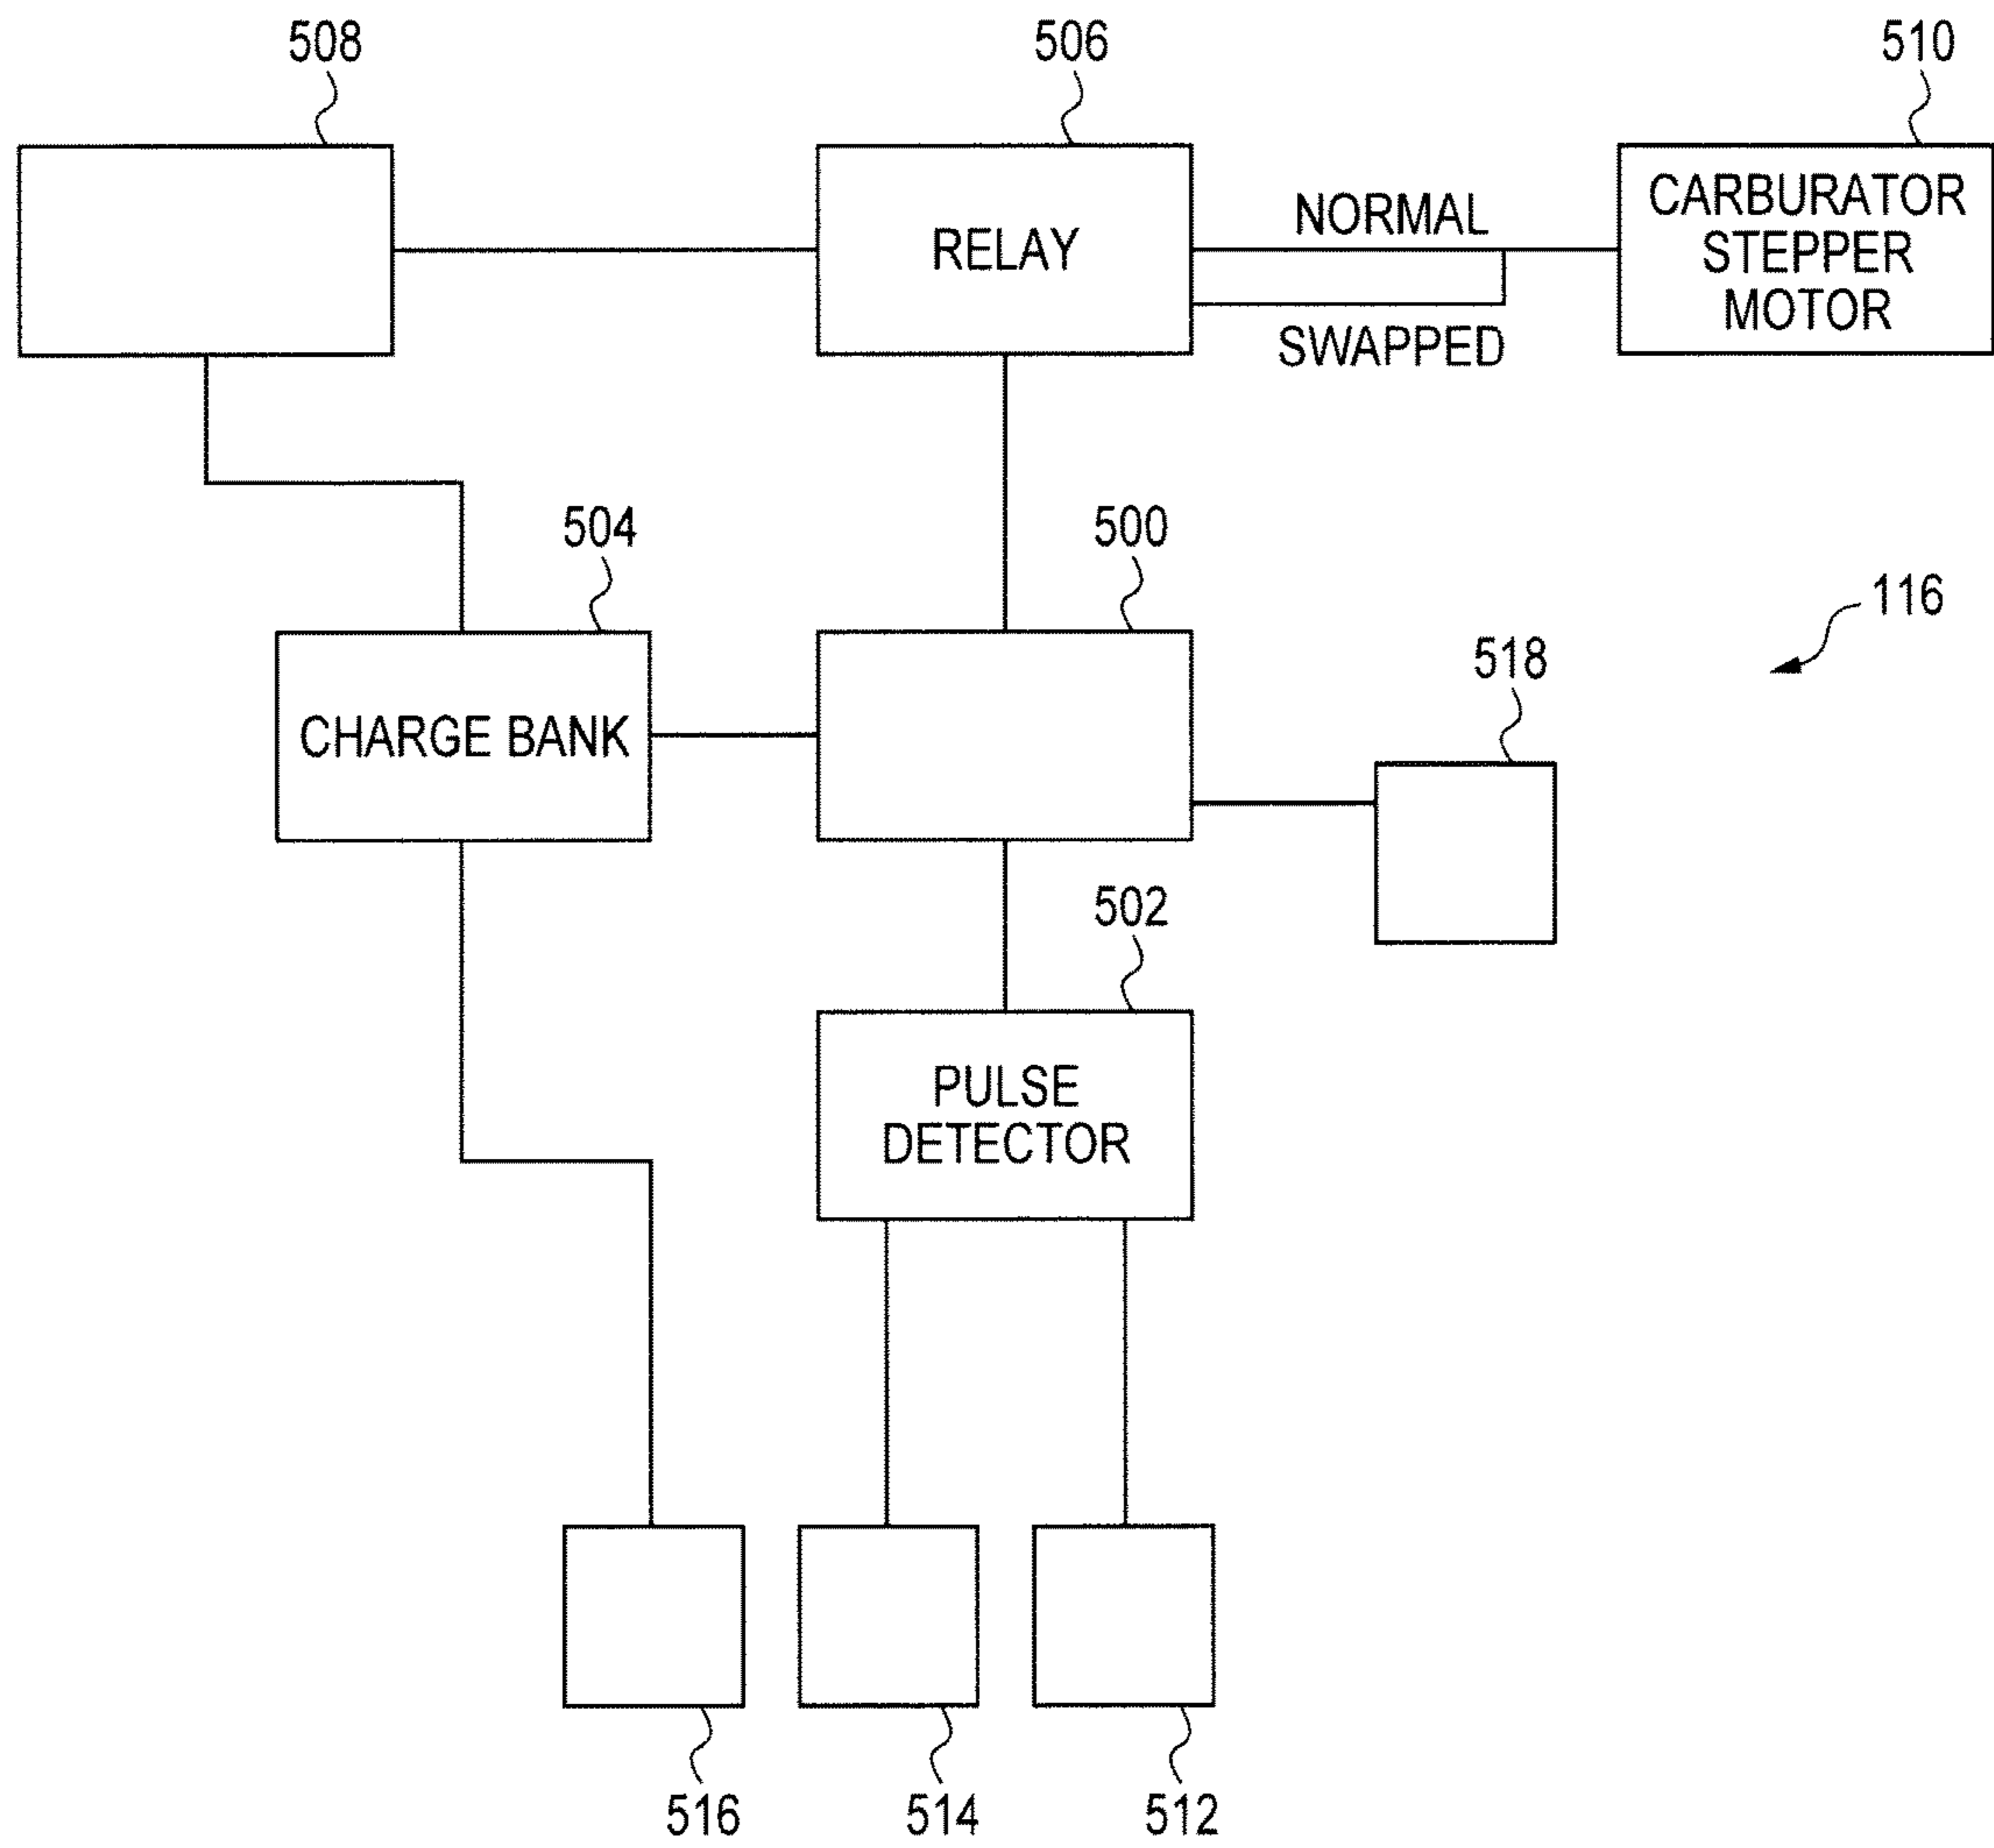 508
506
510
RELAY
NORMAL
SWAPPED
CARBURATOR
STEPPER
MOTOR
504
500
116
518
CHARGE BANK
502
PULSE
DETECTOR
516
514
512